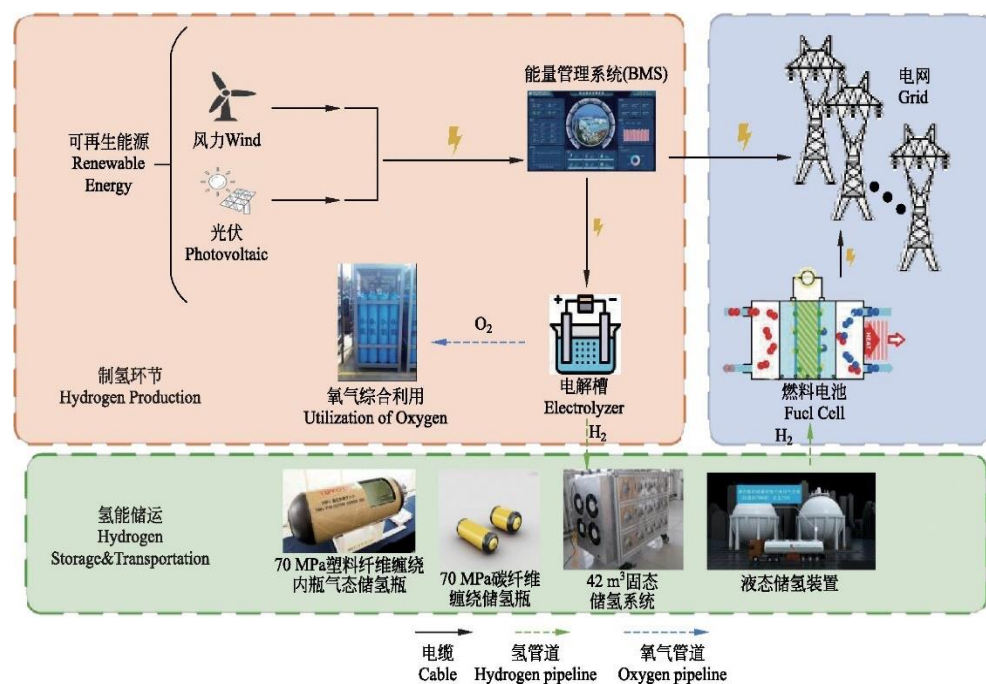 可再生能源
Renewable
Energy
风力Wind
光伏
Photovoltaic
能量管理系统(BMS)
电网
Grid
O₂
氧气综合利用
Utilization of Oxygen
电解槽
Electrolyzer
H₂
制氢环节
Hydrogen Production
HEAT
燃料电池
Fucl Cell
H₂
氢能储运
Hydrogen
Storage&Transportation
70 MPa塑料纤维缠绕
内瓶气态储氢瓶
70 MPa碳纤维
缠绕储氢瓶
42 m³固态
储氢系统
液态储氢装置
电缆
Cable
氢管道
Hydrogen pipeline
氧气管道
Oxygen pipeline